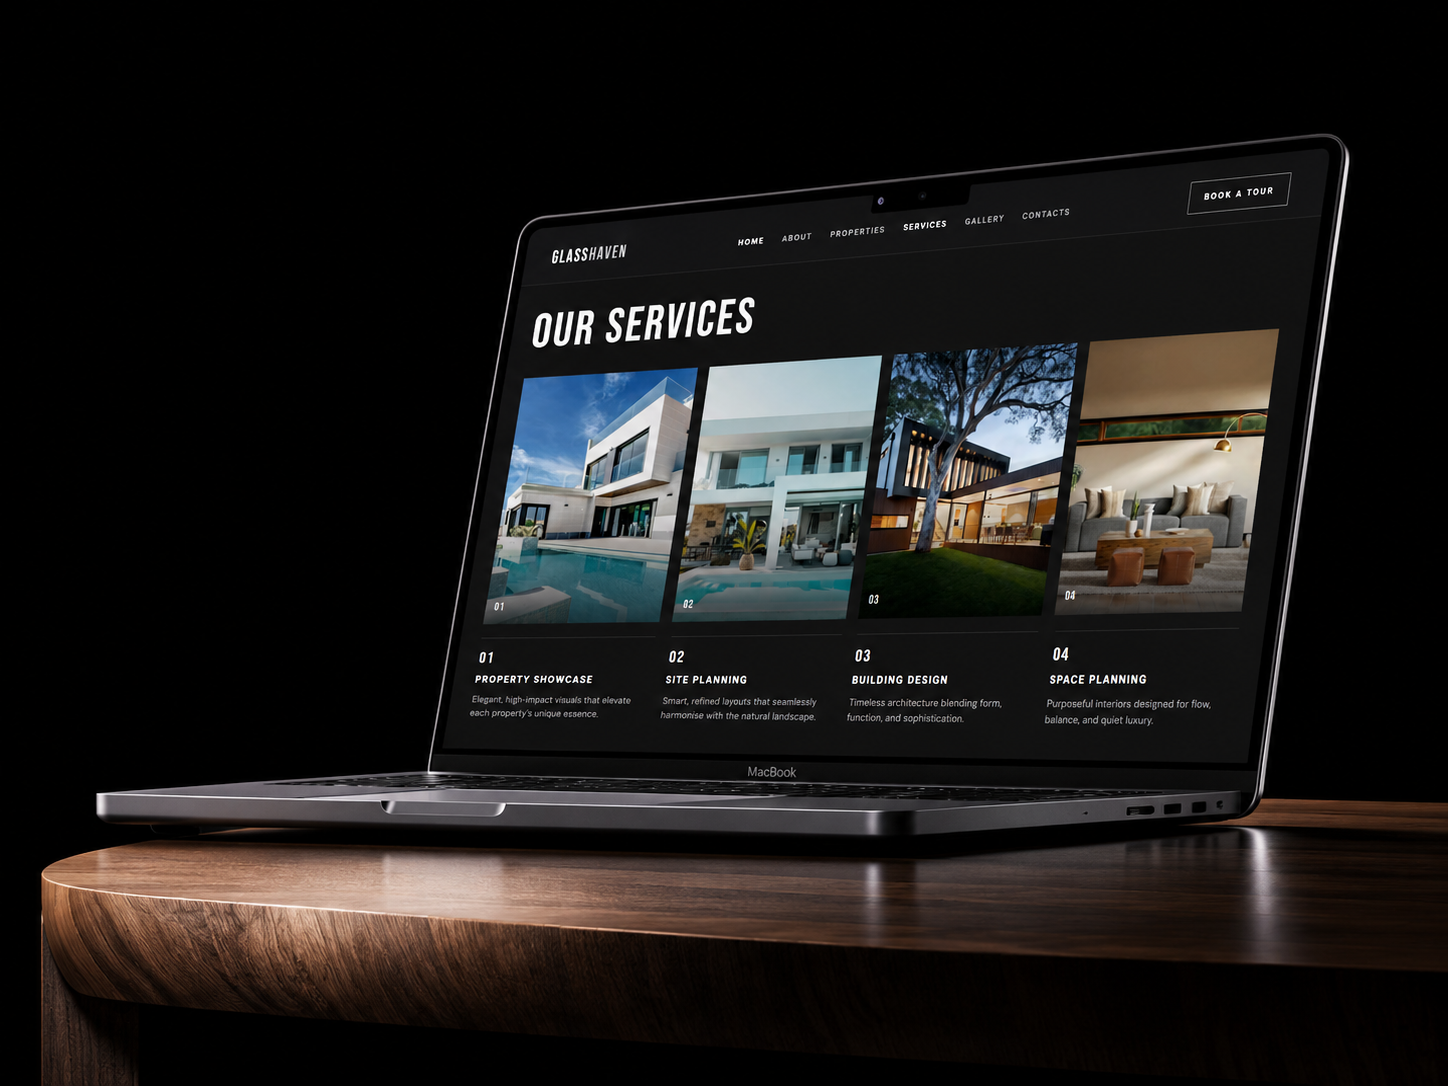 GLASSHAVEN
HOME ABOUT PROPERTIES SERVICES GALLERY CONTACTS
BOOK A TOUR
OUR SERVICES
01
02
03
04
01
PROPERTY SHOWCASE
Elegant, high-impact visuals that elevate
each property's unique essence.
02
SITE PLANNING
Smart, refined layouts that seamlessly
harmonise with the natural landscape.
03
BUILDING DESIGN
Timeless architecture blending form,
function, and sophistication.
04
SPACE PLANNING
Purposeful interiors designed for flow,
balance, and quiet luxury.
MacBook